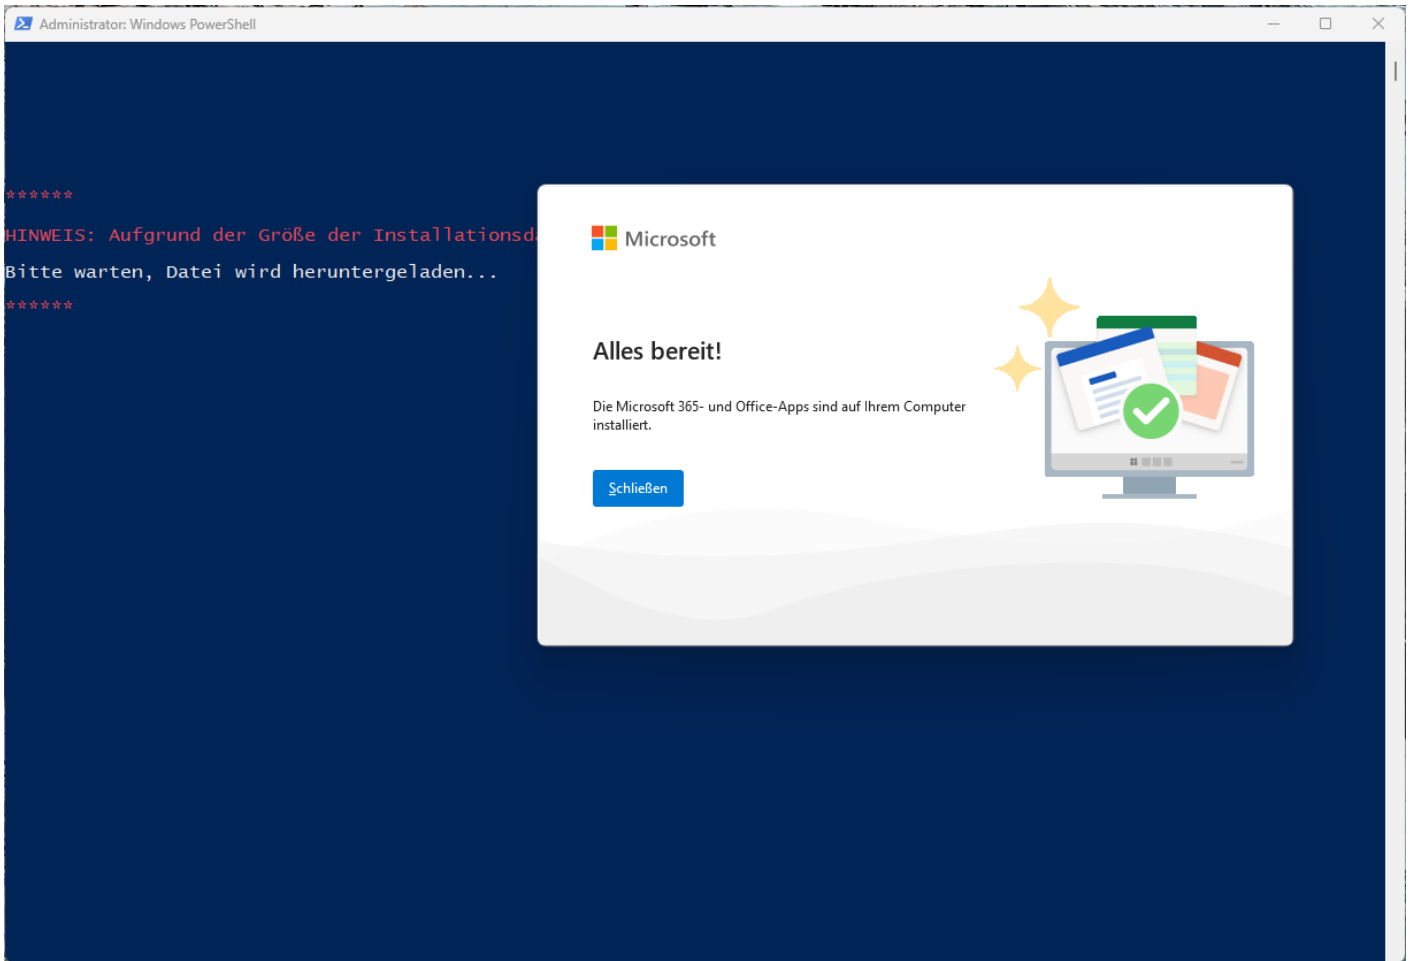 Administrator: Windows PowerShell
******
HINWEIS: Aufgrund der Größe der
Bitte warten, Datei wird heruntergeladen...
******
Microsoft
Alles bereit!
Die Microsoft 365- und Office-Apps sind auf Ihrem Computer
installiert.
Schließen